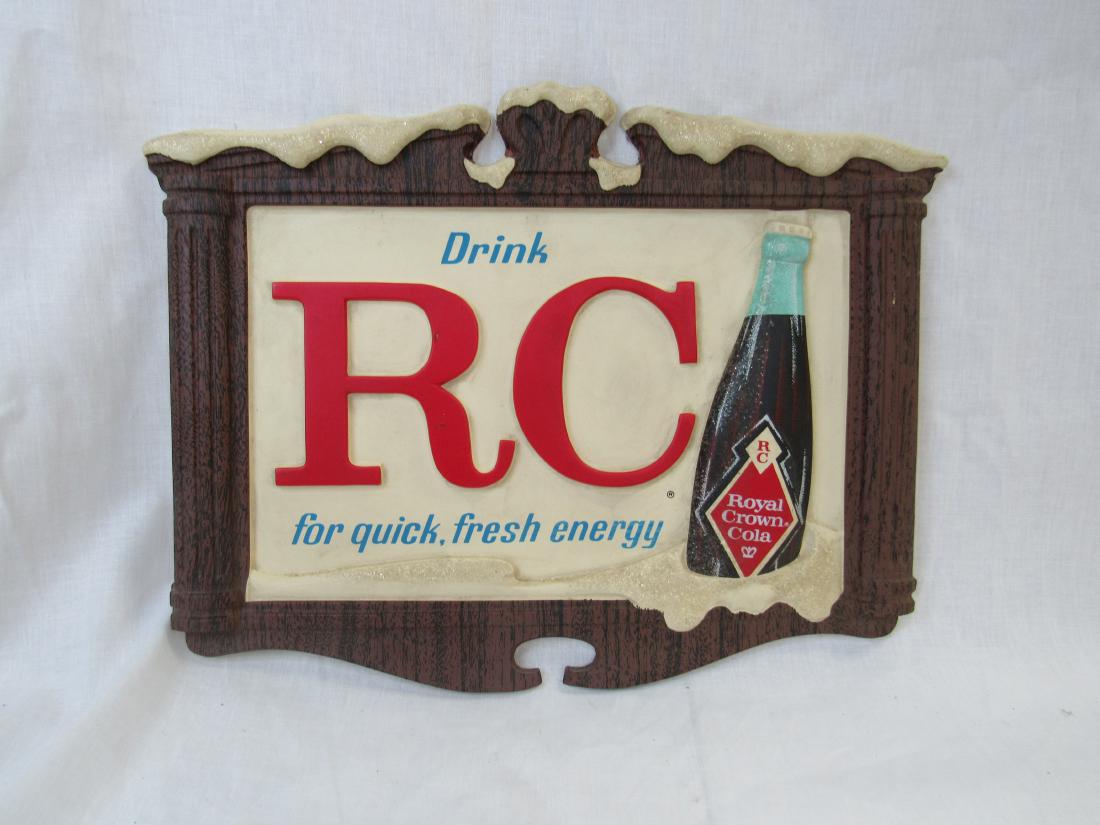 Drink
RC
®
for quick, fresh energy
RC
Royal
Crown
Cola